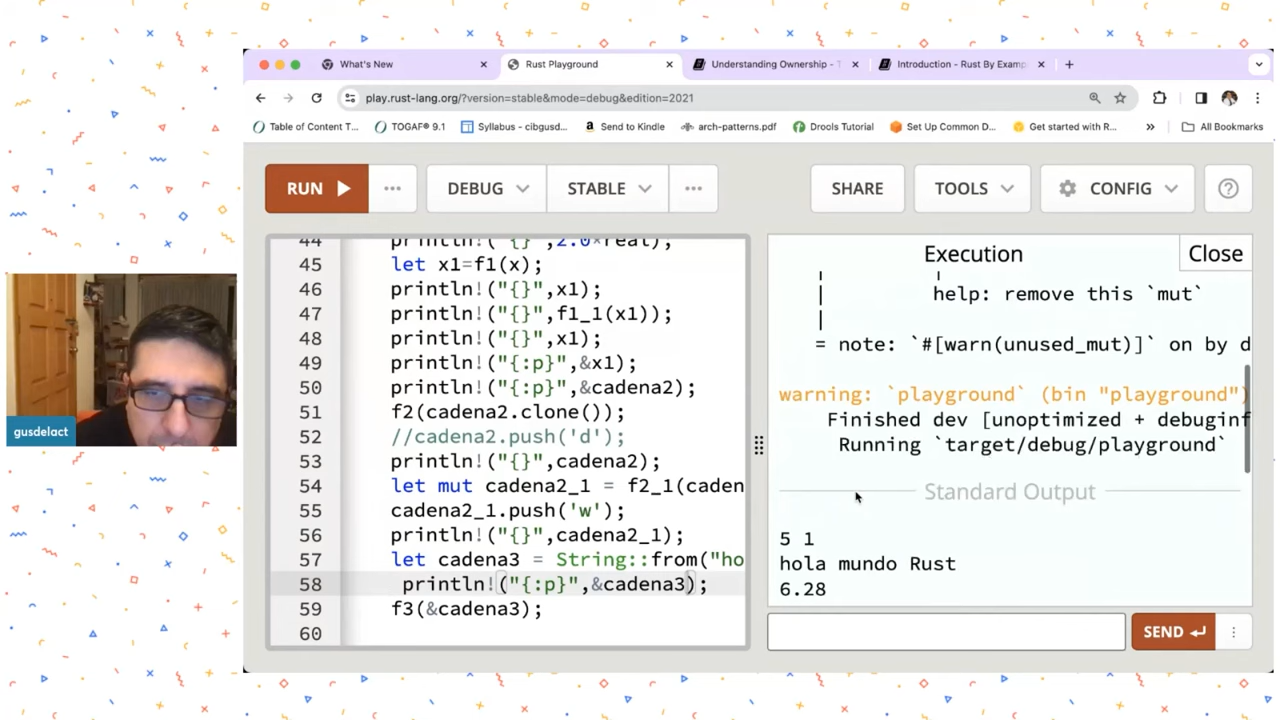 What's New
Rust Playground
Understanding Ownership - T
Introduction - Rust By Examp
play.rust-lang.org/?version=stable&mode=debug&edition=2021
Table of Content T...
TOGAF® 9.1
Syllabus - cibgusd...
Send to Kindle
arch-patterns.pdf
Drools Tutorial
Set Up Common D...
Get started with R...
All Bookmarks
RUN
DEBUG
STABLE
SHARE
TOOLS
CONFIG
44 println!("{}",2.0*real);
45 let x1=f1(x);
46 println!("{}",x1);
47 println!("{}",f1_1(x1));
48 println!("{}",x1);
49 println!("{:p}",&x1);
50 println!("{:p}",&cadena2);
51 f2(cadena2.clone());
52 //cadena2.push('d');
53 println!("{}",cadena2);
54 let mut cadena2_1 = f2_1(caden
55 cadena2_1.push('w');
56 println!("{}",cadena2_1);
57 let cadena3 = String::from("ho
58 println!("{:p}",&cadena3);
59 f3(&cadena3);
60
Execution
Close
| |
| help: remove this `mut`
|
= note: `#[warn(unused_mut)]` on by d
warning: `playground` (bin "playground")
Finished dev [unoptimized + debuginf
Running `target/debug/playground`
Standard Output
5 1
hola mundo Rust
6.28
SEND
gusdelact